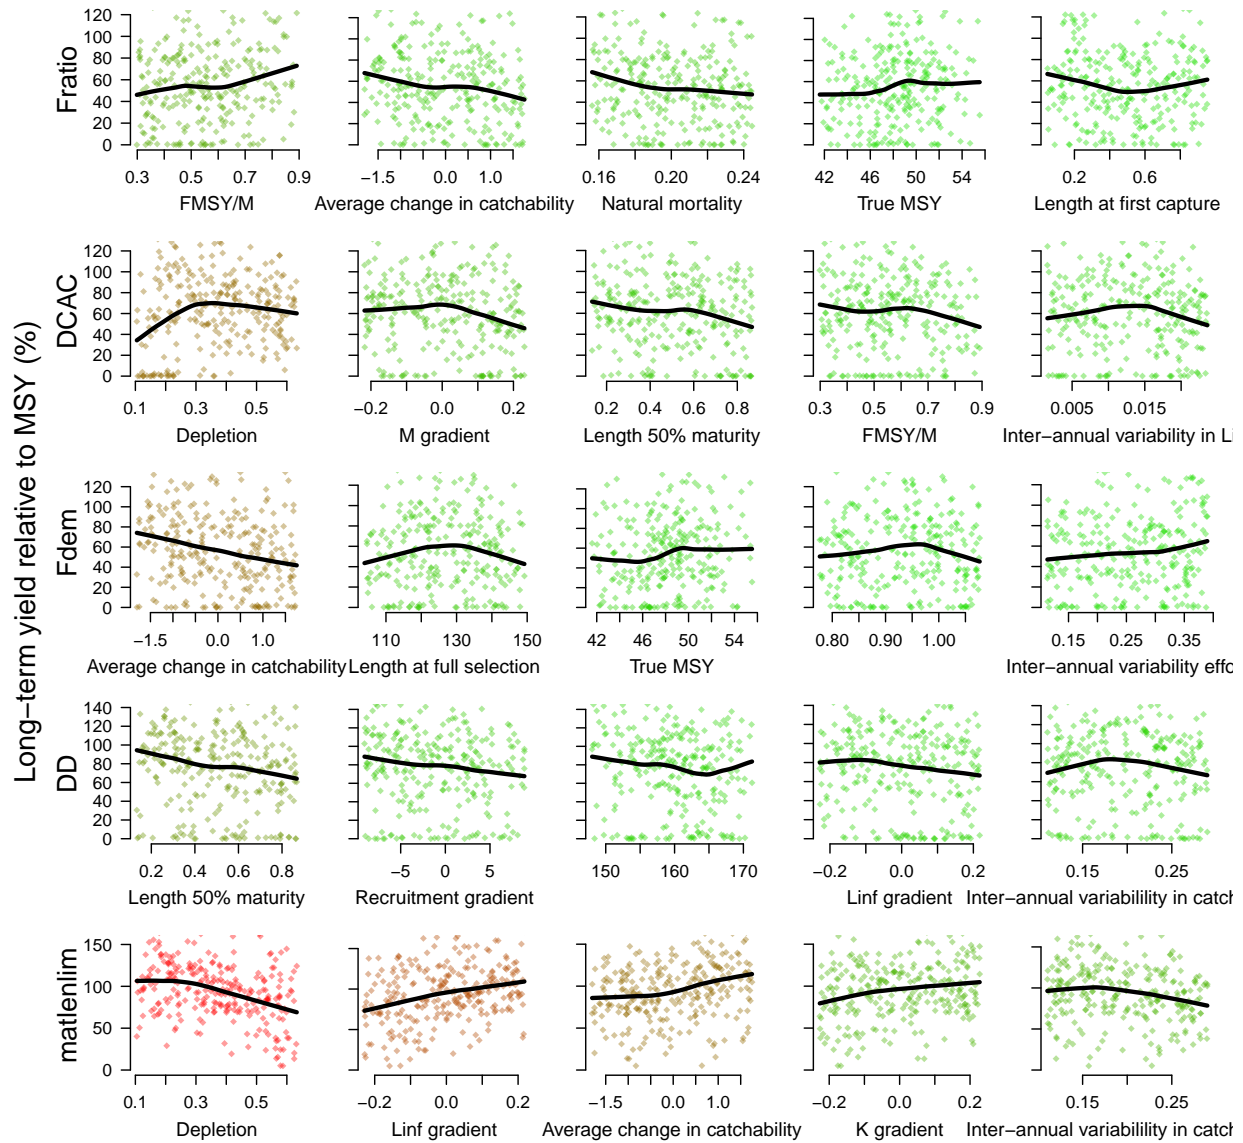 Long-term yield relative to MSY (%)
Fratio
120
100
80
60
40
20
0
0.3 0.5 0.7 0.9
FMSY/M
-1.5 0.0 1.0
Average change in catchability
0.16 0.20 0.24
Natural mortality
42 46 50 54
True MSY
0.2 0.6
Length at first capture
DCAC
120
100
80
60
40
20
0
0.1 0.3 0.5
Depletion
-0.2 0.0 0.2
M gradient
0.2 0.4 0.6 0.8
Length 50% maturity
0.3 0.5 0.7 0.9
FMSY/M
0.005 0.015
Inter-annual variability in Li
Fdem
120
100
80
60
40
20
0
-1.5 0.0 1.0
Average change in catchability
110 130 150
Length at full selection
42 46 50 54
True MSY
0.80 0.90 1.00
0.15 0.25 0.35
Inter-annual variability effo
DD
140
120
100
80
60
40
20
0
0.2 0.4 0.6 0.8
Length 50% maturity
-5 0 5
Recruitment gradient
150 160 170
-0.2 0.0 0.2
Linf gradient
0.15 0.25
Inter-annual variabilility in catch
matlenlim
150
100
50
0
0.1 0.3 0.5
Depletion
-0.2 0.0 0.2
Linf gradient
-1.5 0.0 1.0
Average change in catchability
-0.2 0.0 0.2
K gradient
0.15 0.25
Inter-annual variabilility in catch